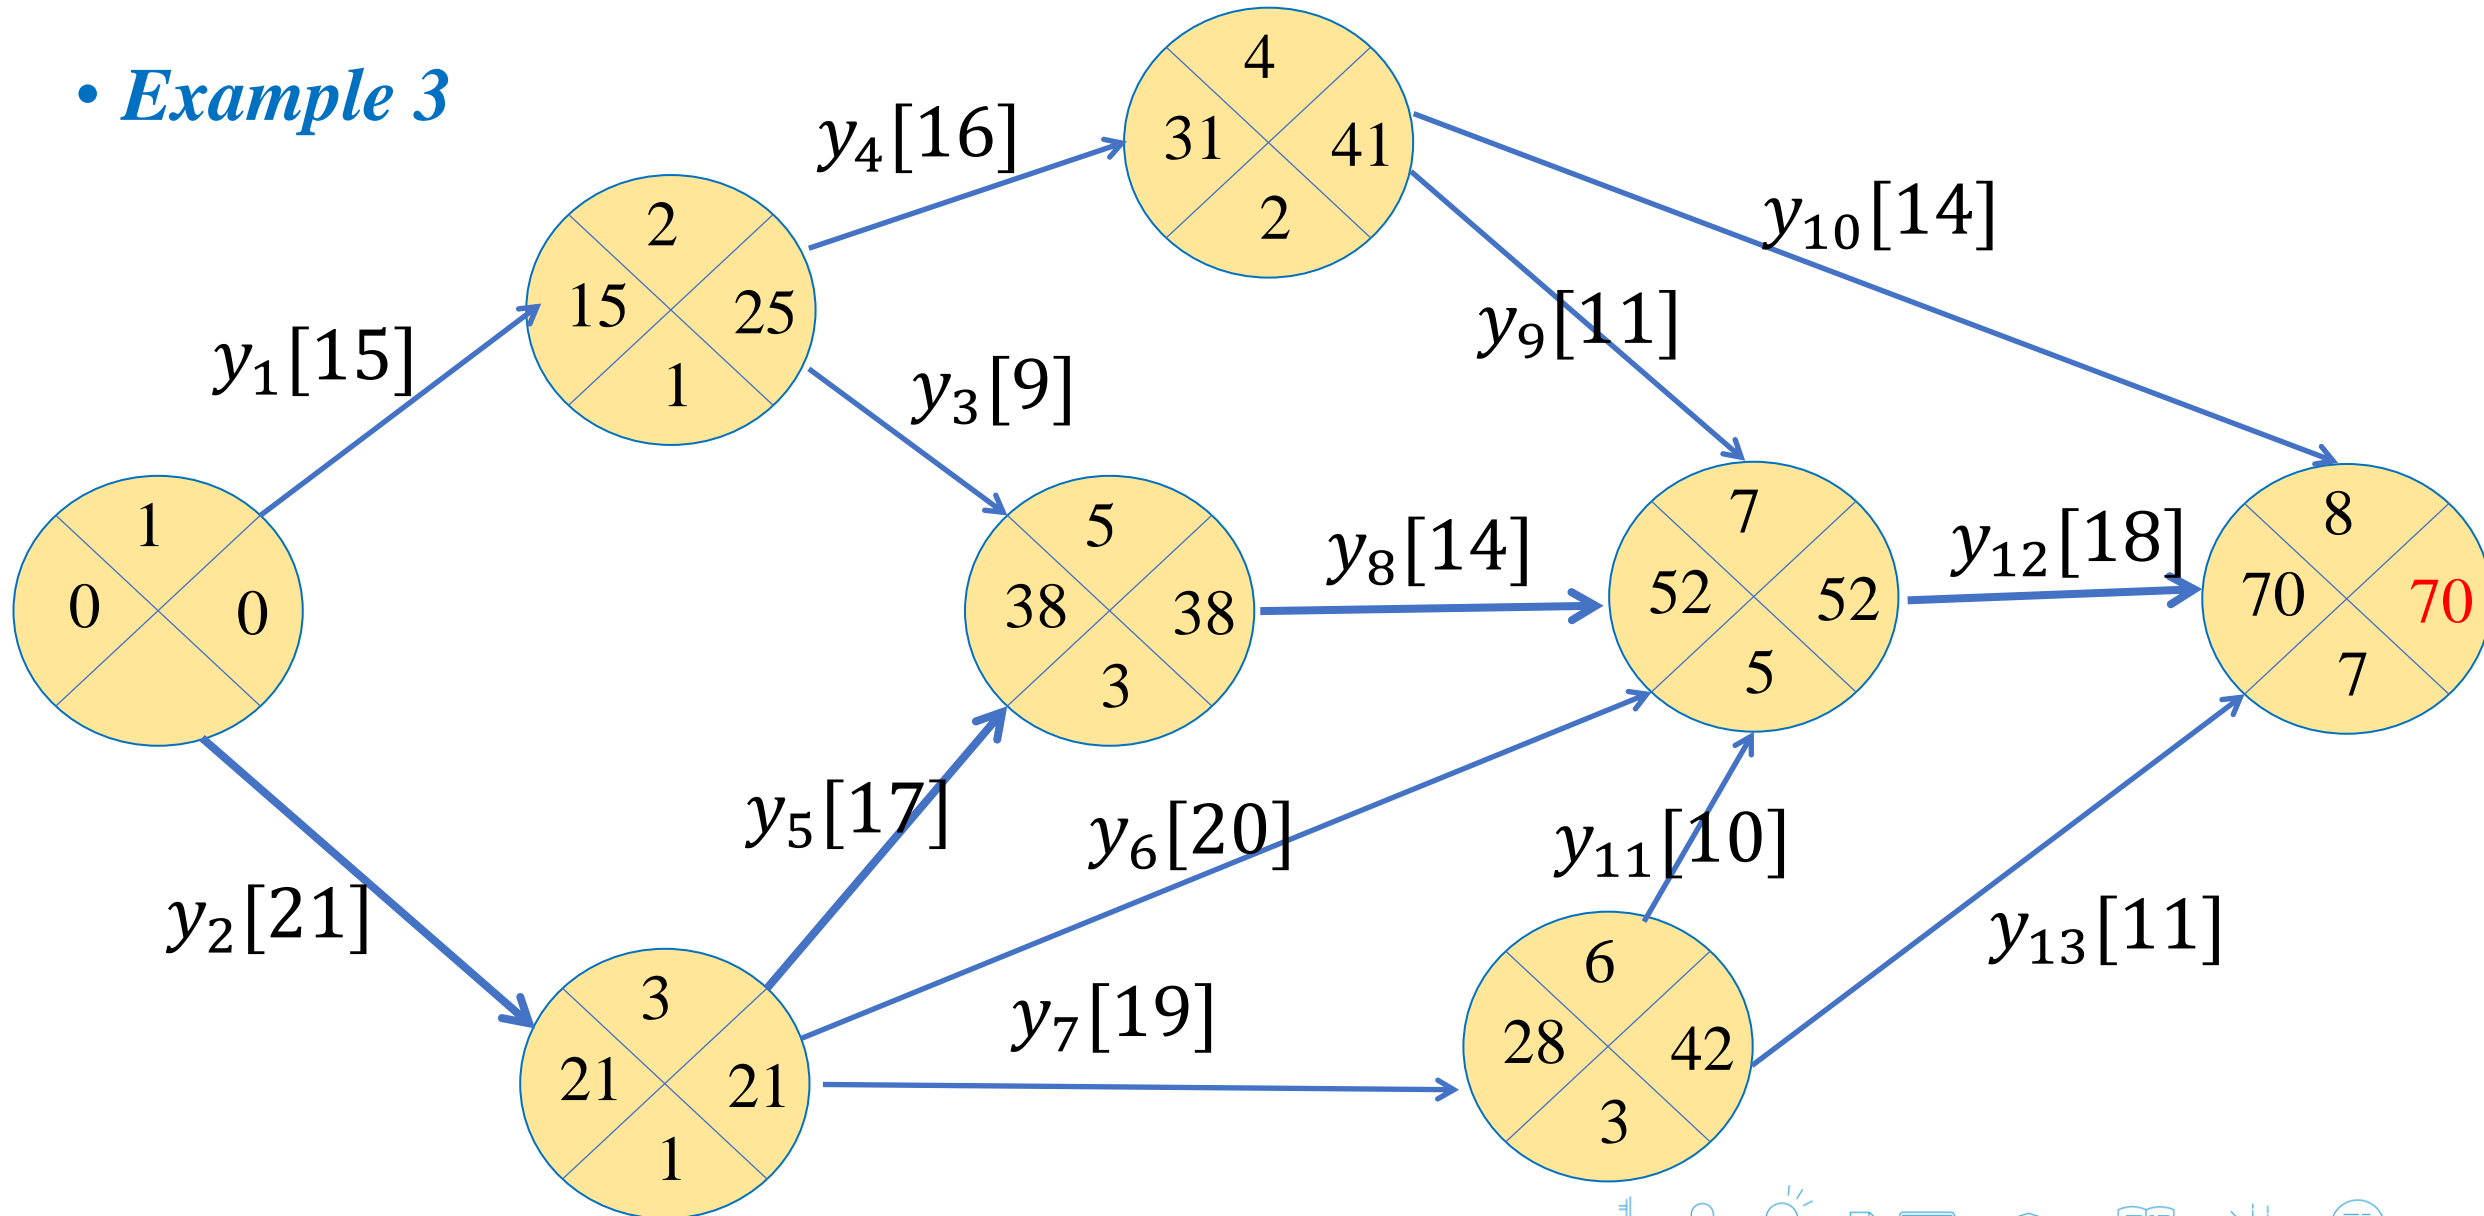 • Example 3
4
31 41
2
y₄[16]
y₁₀[14]
2
15 25
1
y₉[11]
y₁[15]
y₃[9]
1
0 0
5
38 38
3
y₈[14]
7
52 52
5
y₁₂[18]
8
70 70
7
y₅[17]
y₆[20]
y₁₁[10]
y₂[21]
y₁₃[11]
3
21 21
1
y₇[19]
6
28 42
3